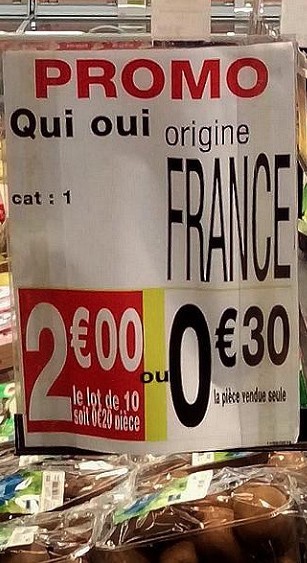 PROMO
Qui oui
origine
FRANCE
cat : 1
2€00
le lot de 10
soit 0€20 pièce
ou
0€30
la pièce vendue seule